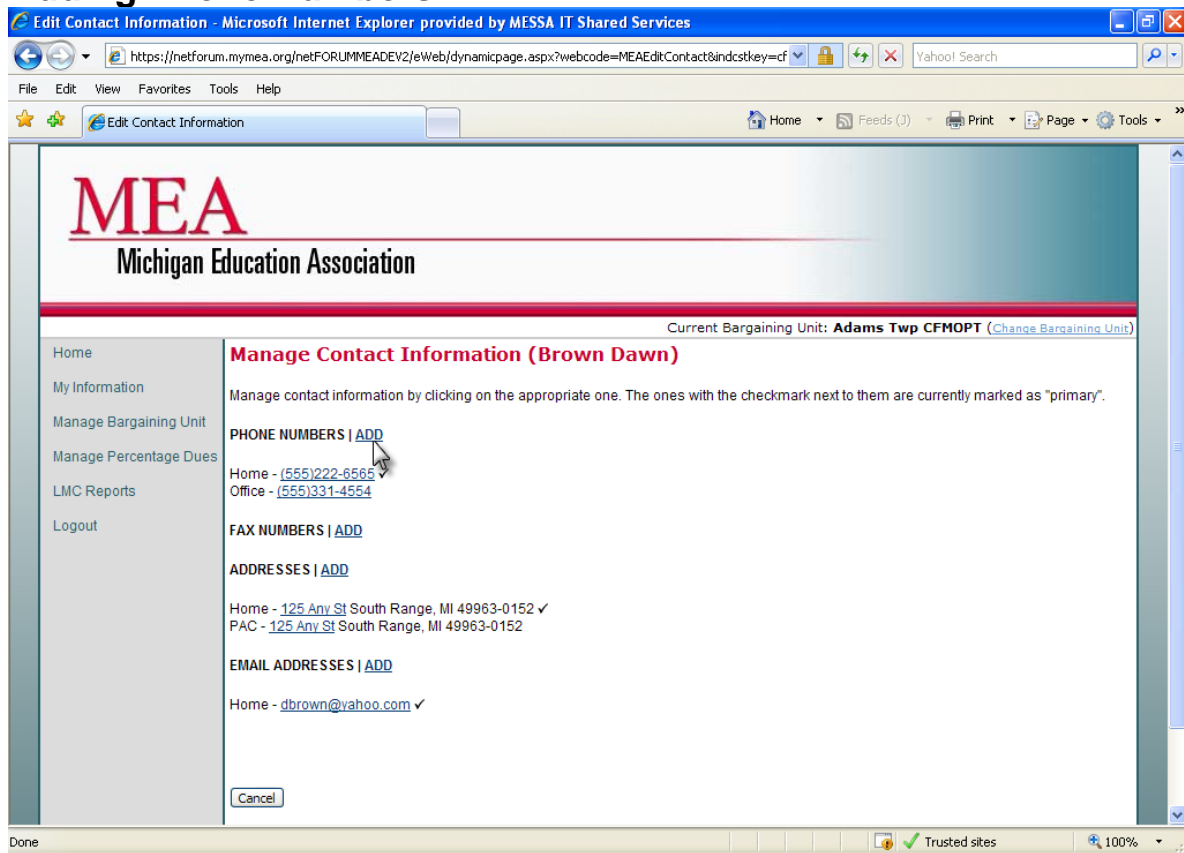 Edit Contact Information - Microsoft Internet Explorer provided by MESSA IT Shared Services
https://netforum.mymea.org/netFORUMMEADEV2/eWeb/dynamicpage.aspx?webcode=MEAEditContact&indcstkey=cf Yahoo! Search
File Edit View Favorites Tools Help
Edit Contact Information Home Feeds (J) Print Page Tools »
MEA
Michigan Education Association
Current Bargaining Unit: Adams Twp CFMOPT (Change Bargaining Unit)
Home
My Information
Manage Bargaining Unit
Manage Percentage Dues
LMC Reports
Logout
Manage Contact Information (Brown Dawn)
Manage contact information by clicking on the appropriate one. The ones with the checkmark next to them are currently marked as "primary".
PHONE NUMBERS | ADD
Home - (555)222-6565 ✓
Office - (555)331-4554
FAX NUMBERS | ADD
ADDRESSES | ADD
Home - 125 Any St South Range, MI 49963-0152 ✓
PAC - 125 Any St South Range, MI 49963-0152
EMAIL ADDRESSES | ADD
Home - dbrown@yahoo.com ✓
Cancel
Done Trusted sites 100%